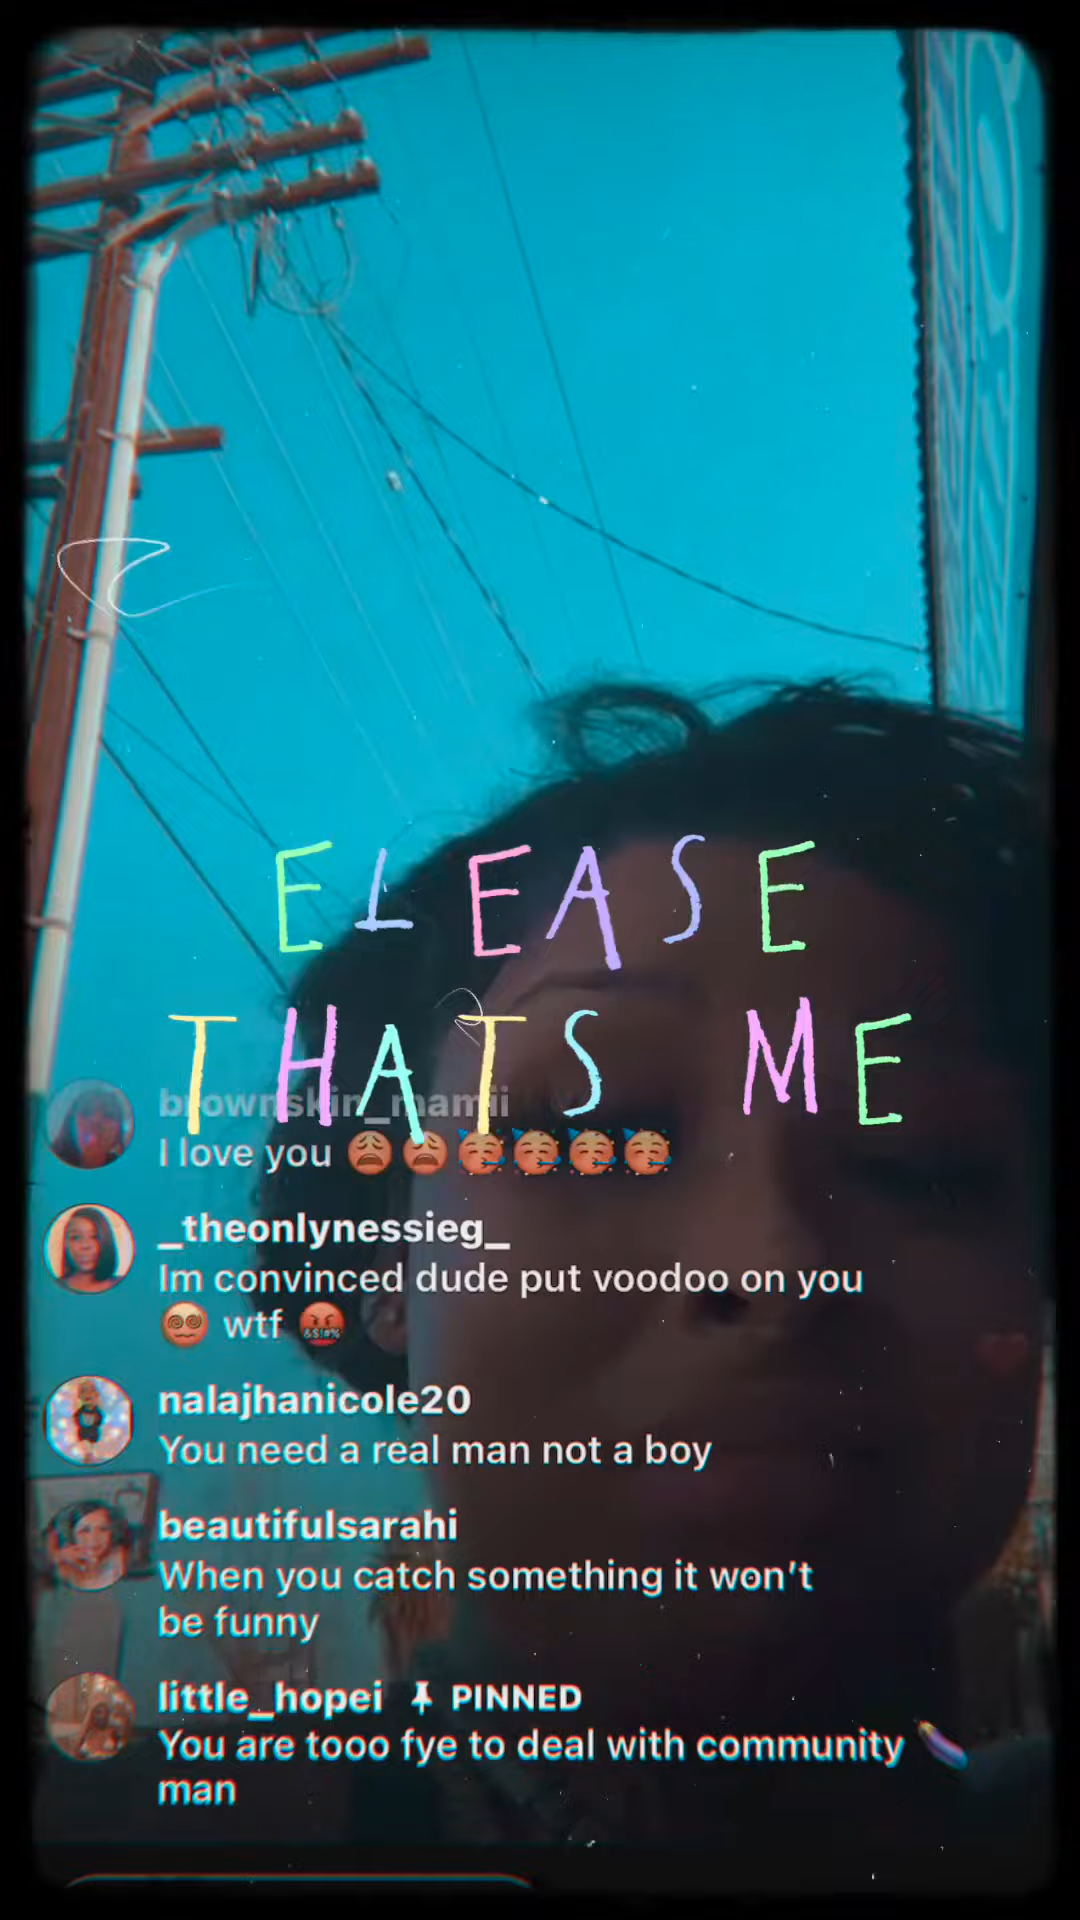 ELEASE
THATS ME
brownskin_mamii
I love you 😩😩🥳🥳🥳🥳
_theonlynessieg_
Im convinced dude put voodoo on you
😵‍💫 wtf 🤬
nalajhanicole20
You need a real man not a boy
beautifulsarahi
When you catch something it won't
be funny
little_hopei 📌 PINNED
You are tooo fye to deal with community
man